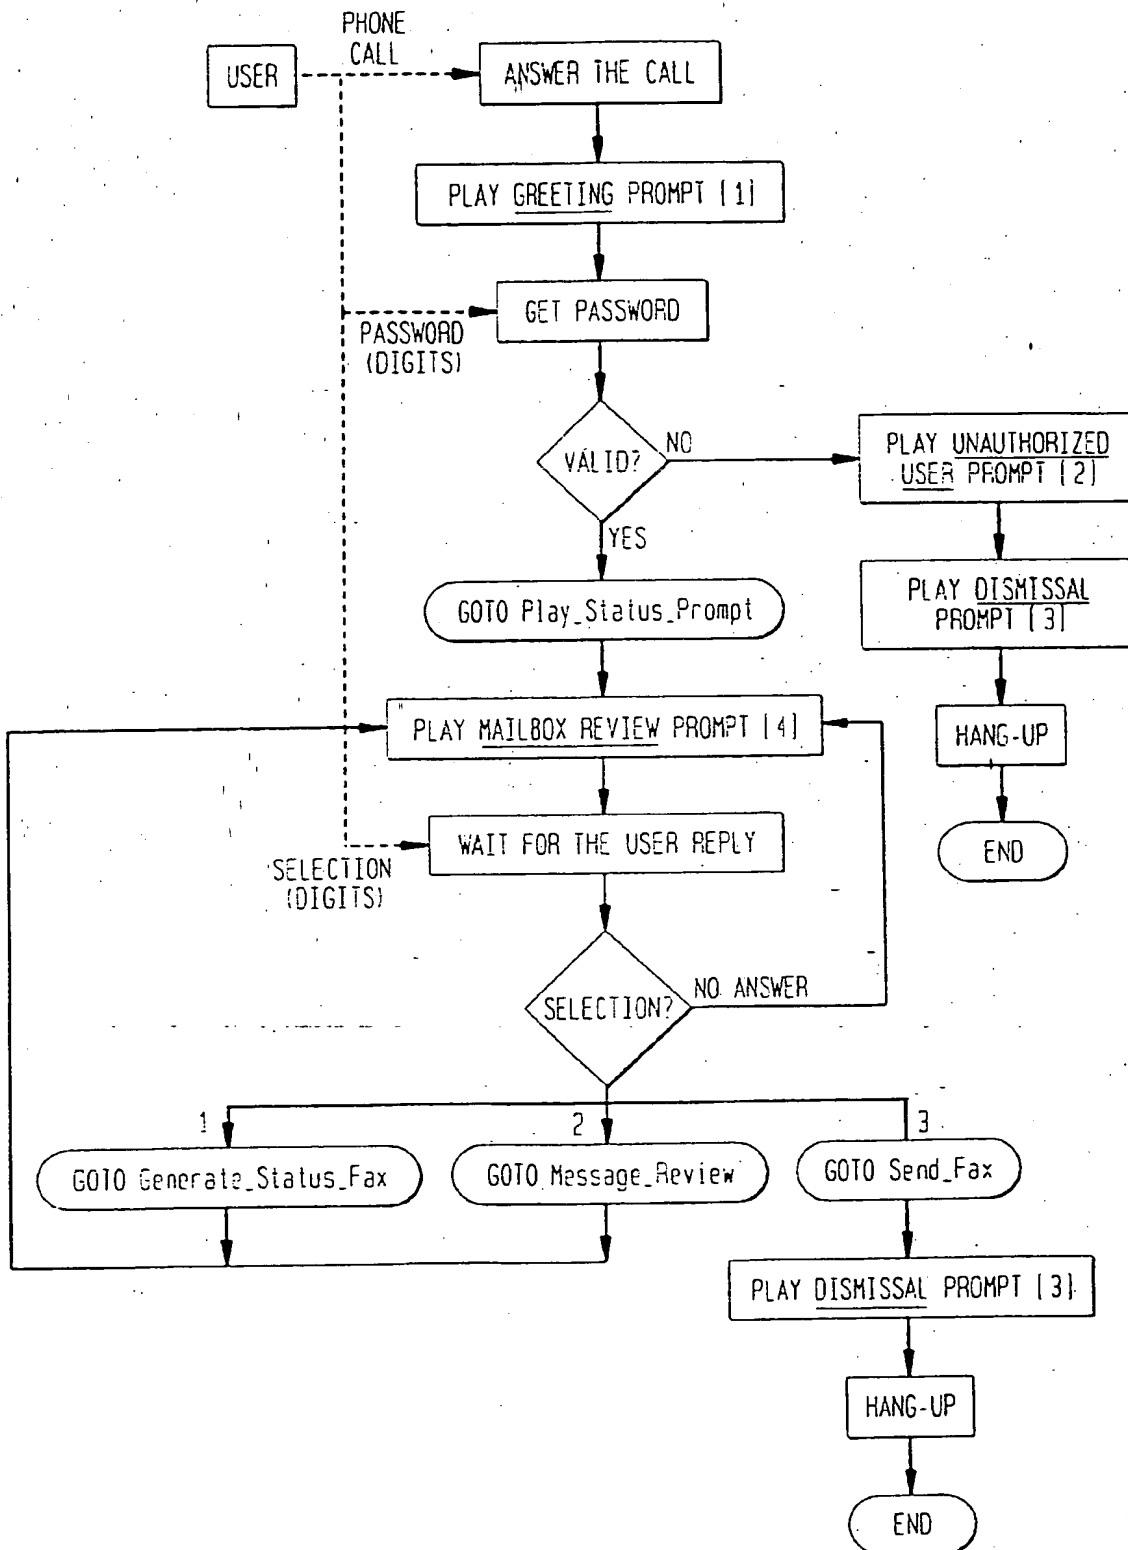 PHONE
CALL
USER
ANSWER THE CALL
PLAY GREETING PROMPT [1]
GET PASSWORD
PASSWORD
(DIGITS)
VALID?
NO
PLAY UNAUTHORIZED
USER PROMPT [2]
YES
PLAY DISMISSAL
PROMPT [3]
GOTO Play_Status_Prompt
PLAY MAILBOX REVIEW PROMPT [4]
HANG-UP
WAIT FOR THE USER REPLY
END
SELECTION
(DIGITS)
SELECTION?
NO ANSWER
1
2
3
GOTO Generate_Status_Fax
GOTO Message_Review
GOTO Send_Fax
PLAY DISMISSAL PROMPT [3]
HANG-UP
END